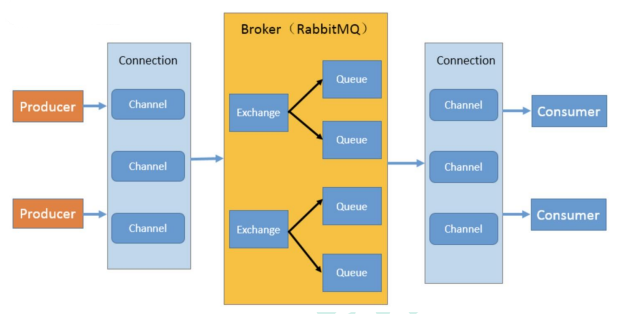 Broker（RabbitMQ）
Connection
Connection
Producer
Producer
Channel
Channel
Channel
Exchange
Queue
Queue
Exchange
Queue
Queue
Channel
Channel
Channel
Consumer
Consumer